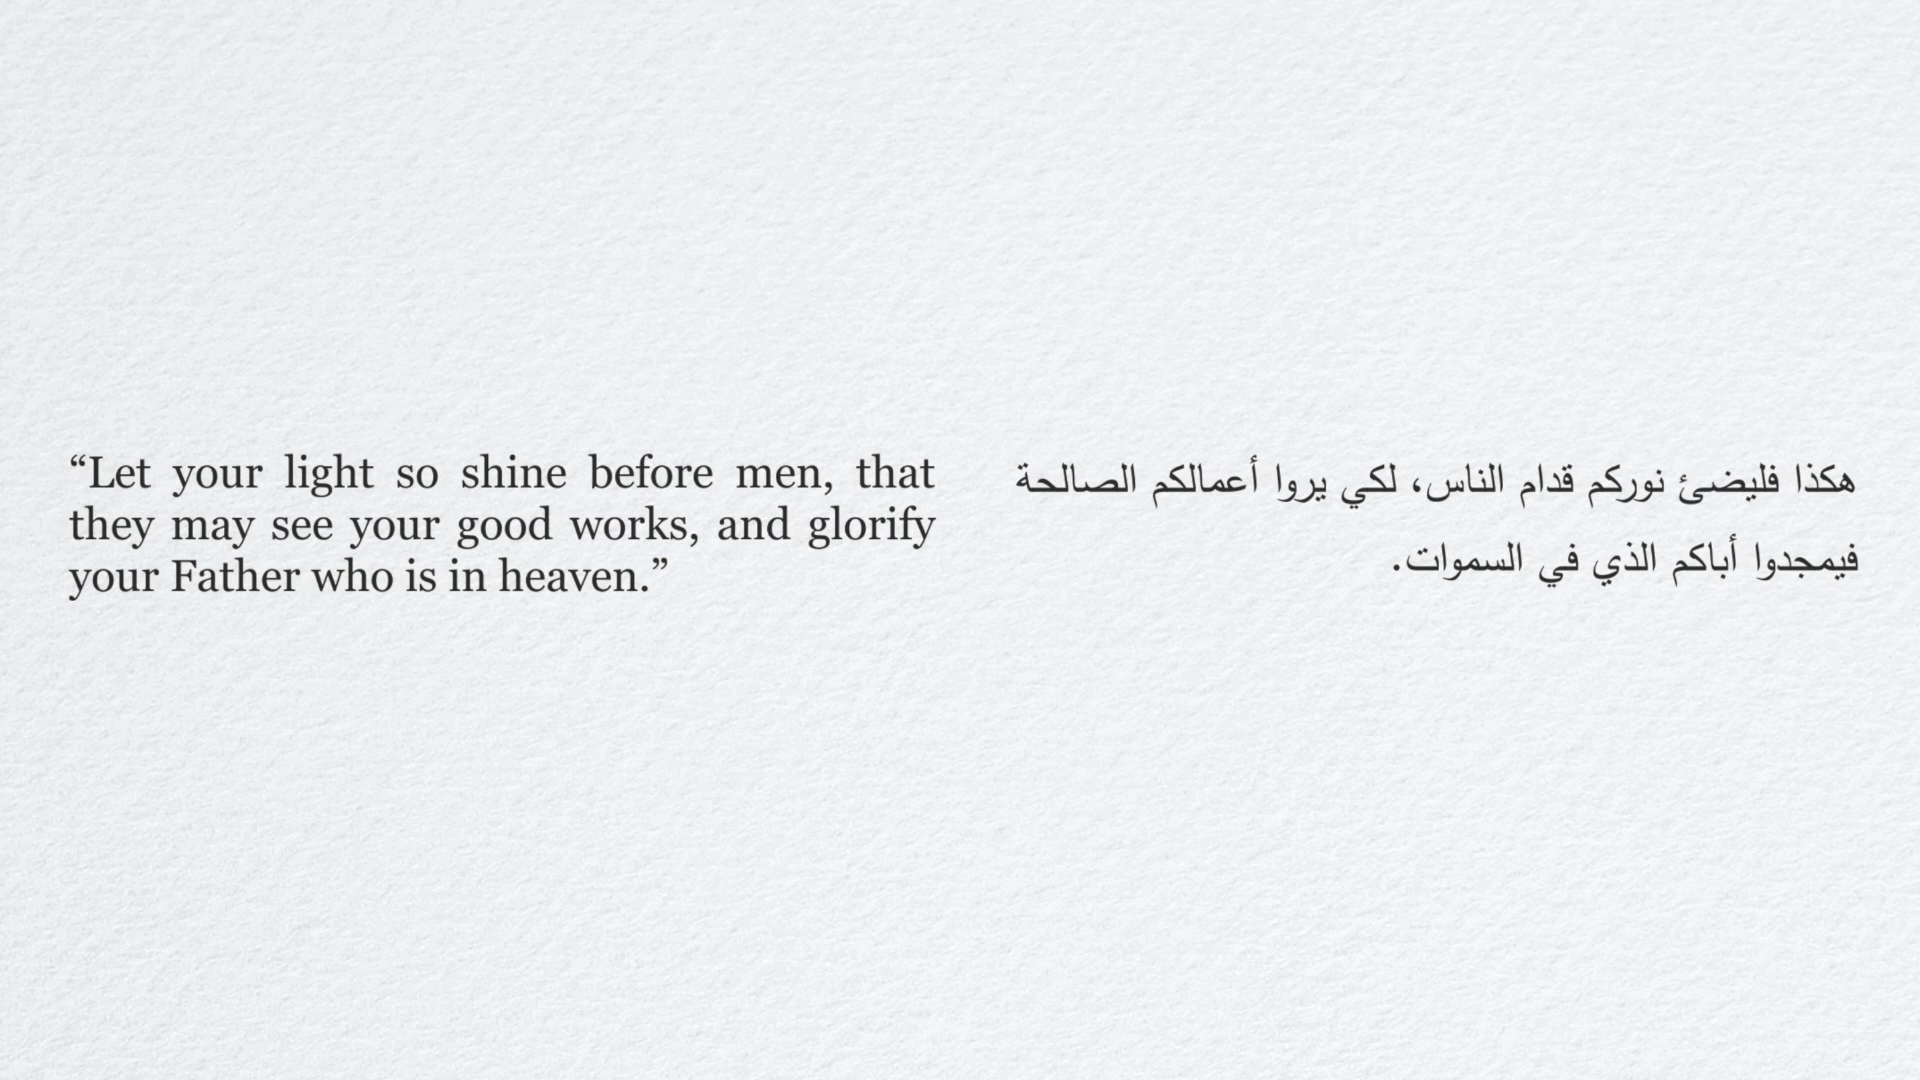 “Let your light so shine before men, that
they may see your good works, and glorify
your Father who is in heaven.”
هكذا فليضئ نوركم قدام الناس، لكي يروا أعمالكم الصالحة
فيمجدوا أباكم الذي في السموات.